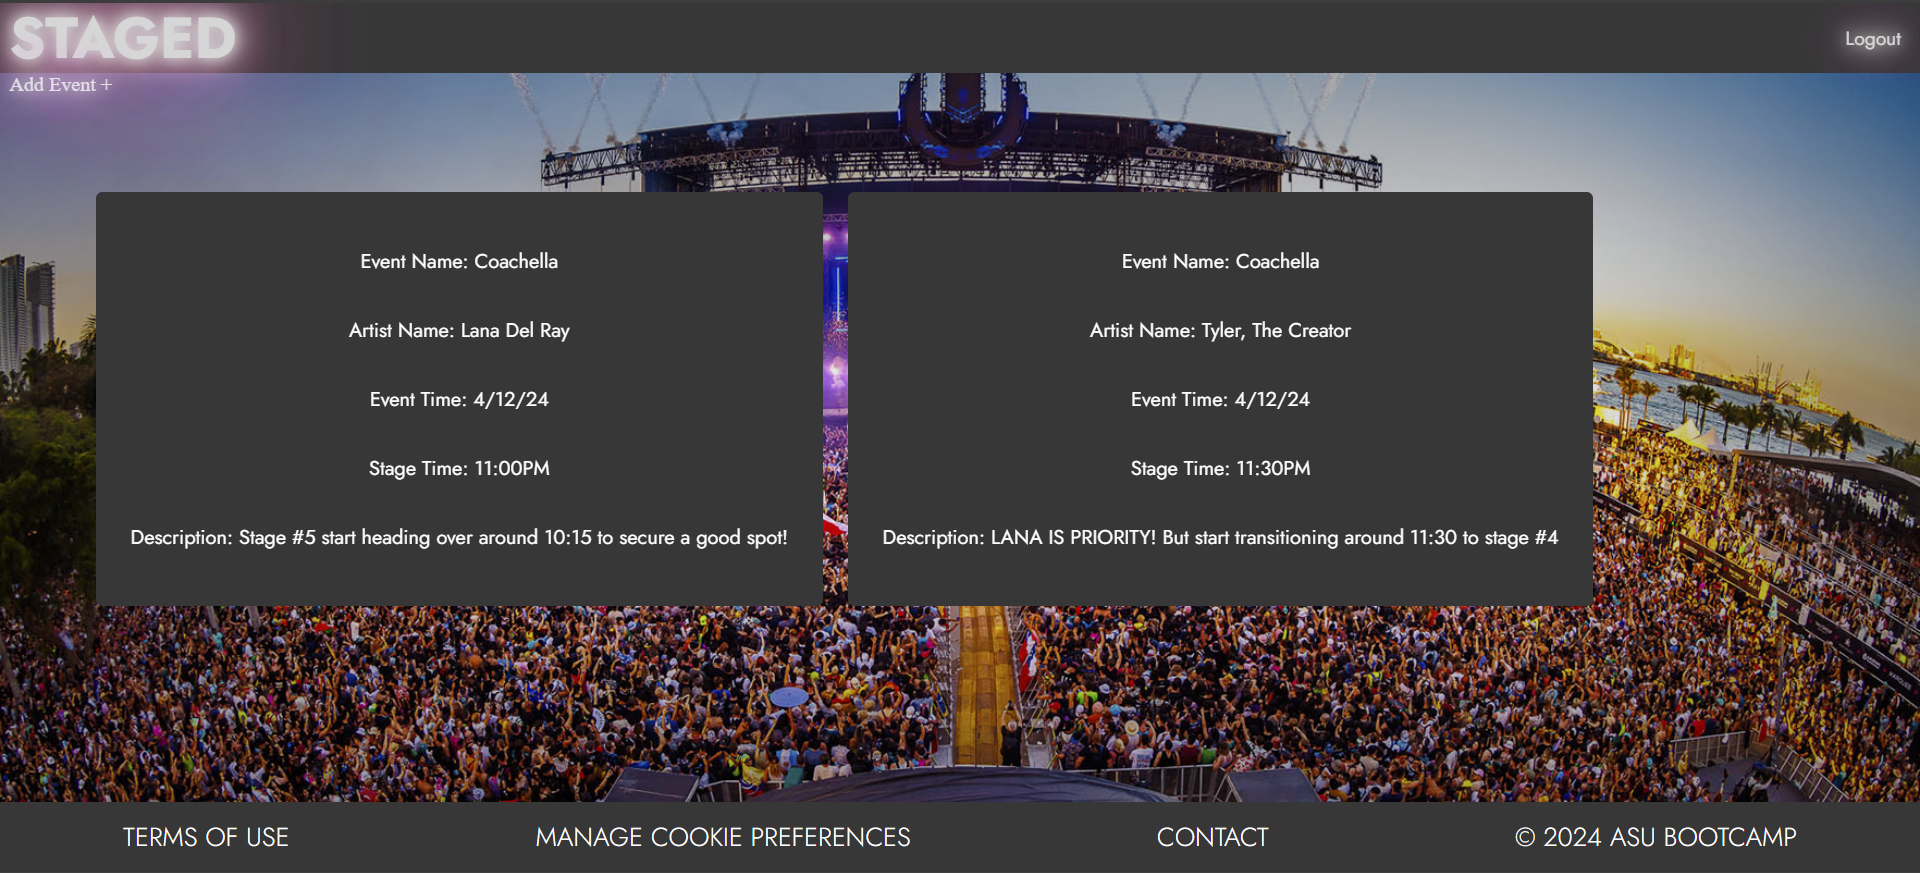 STAGED
Logout
Add Event +
Event Name: Coachella
Artist Name: Lana Del Ray
Event Time: 4/12/24
Stage Time: 11:00PM
Description: Stage #5 start heading over around 10:15 to secure a good spot!
Event Name: Coachella
Artist Name: Tyler, The Creator
Event Time: 4/12/24
Stage Time: 11:30PM
Description: LANA IS PRIORITY! But start transitioning around 11:30 to stage #4
TERMS OF USE
MANAGE COOKIE PREFERENCES
CONTACT
© 2024 ASU BOOTCAMP